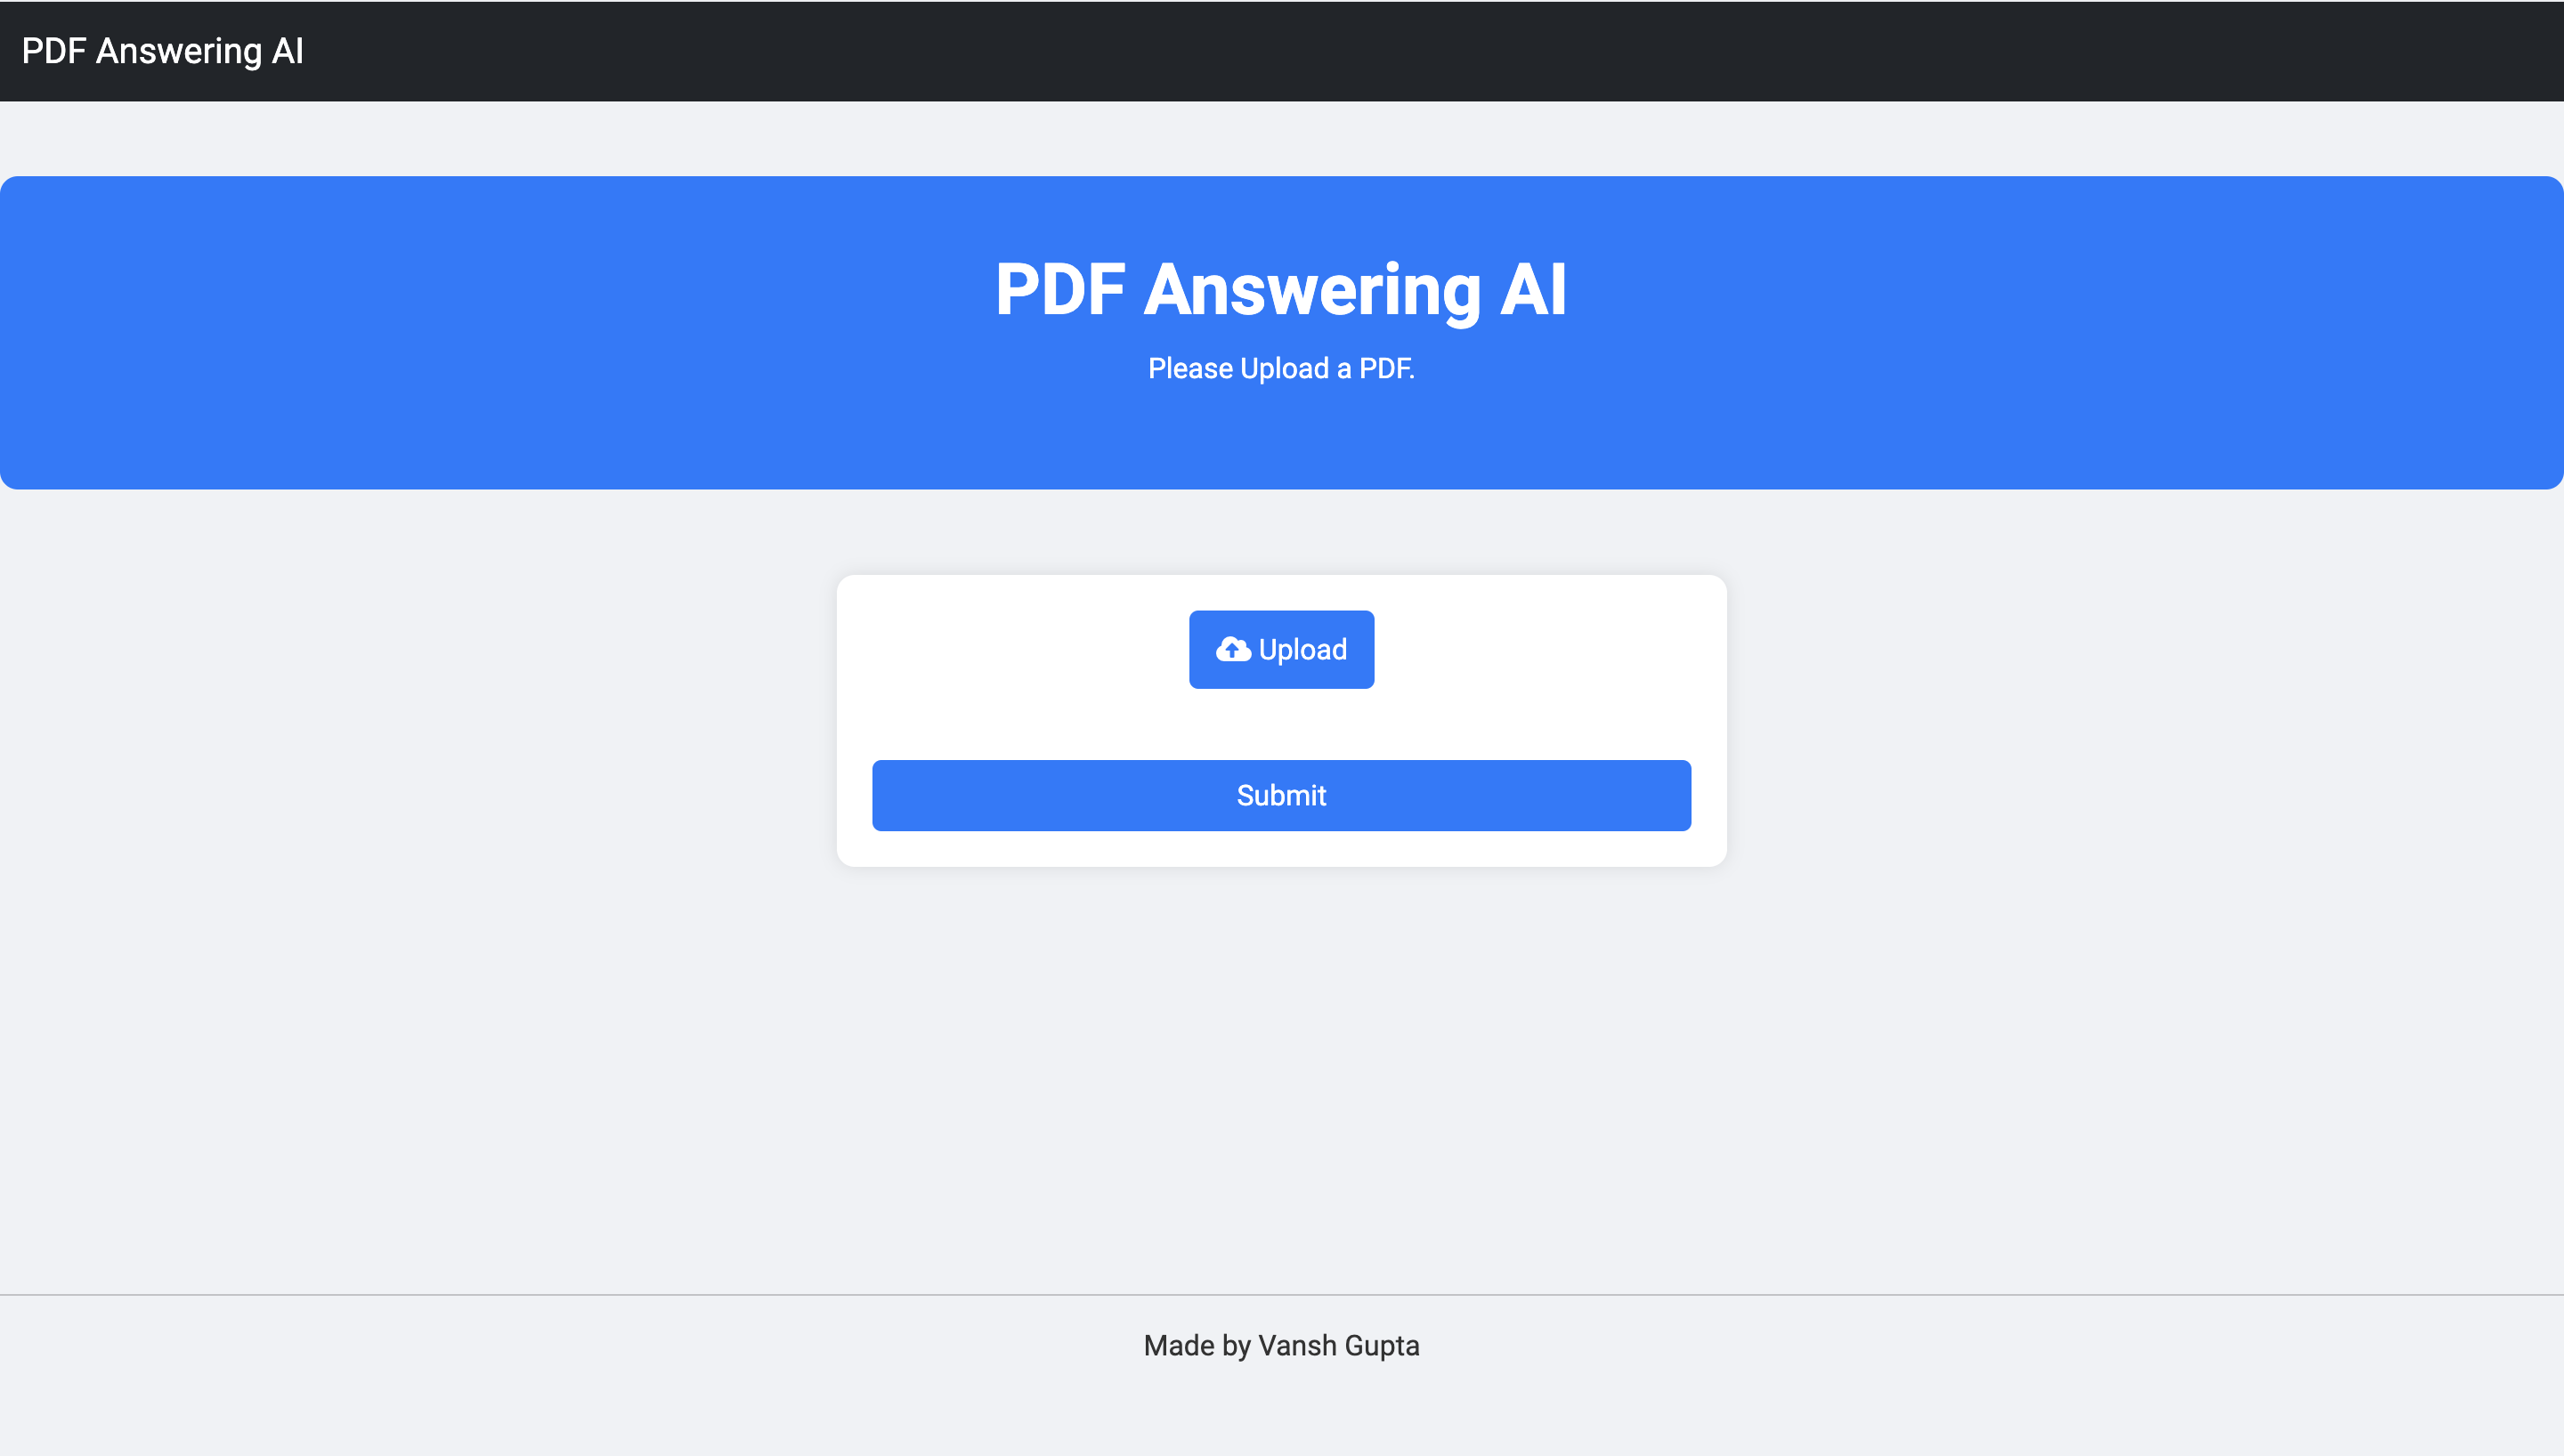 PDF Answering AI
PDF Answering AI
Please Upload a PDF.
Upload
Submit
Made by Vansh Gupta